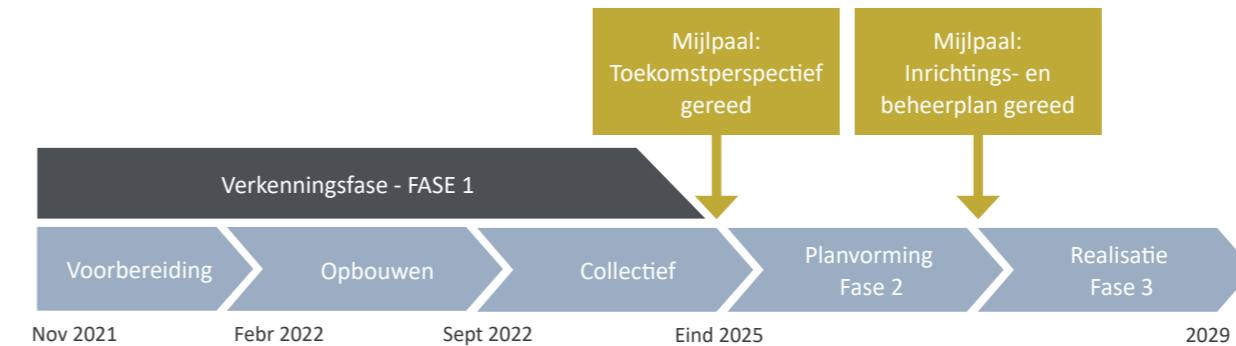 Mijlpaal:
Toekomstperspectief
gereed
Mijlpaal:
Inrichtings- en
beheerplan gereed
Verkenningsfase - FASE 1
Voorbereiding
Opbouwen
Collectief
Planvorming
Fase 2
Realisatie
Fase 3
Nov 2021
Febr 2022
Sept 2022
Eind 2025
2029